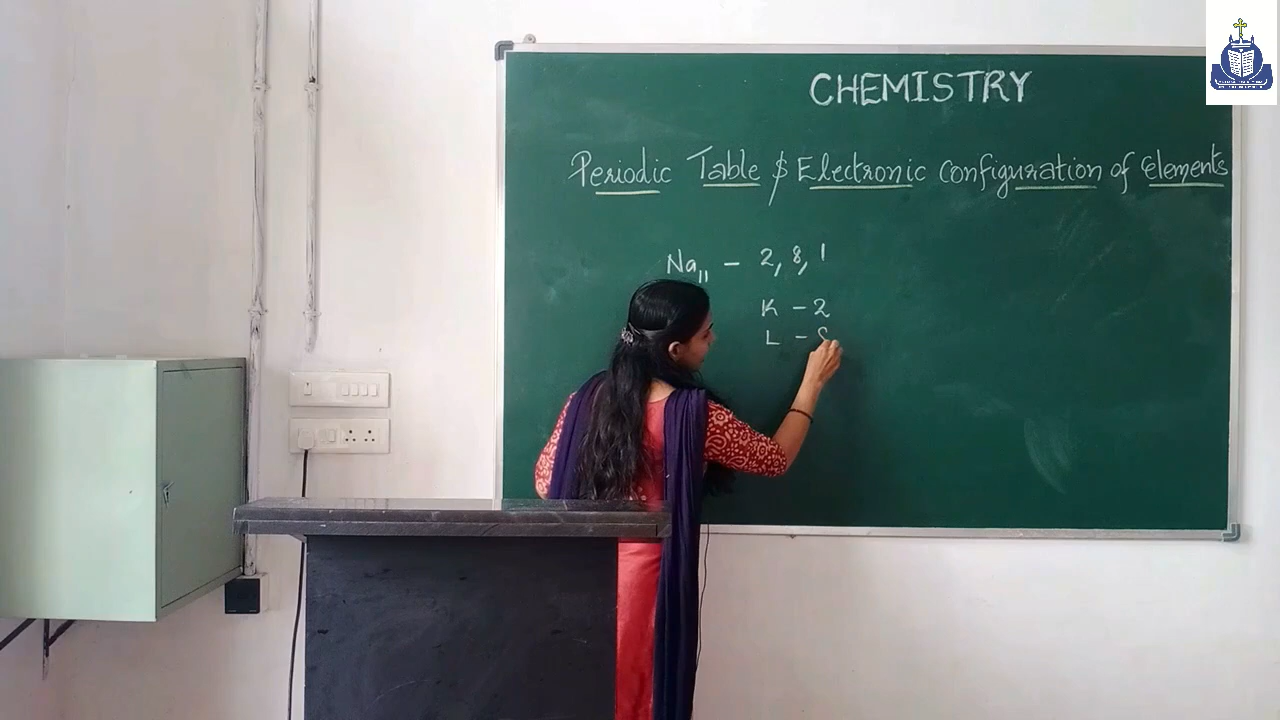 CHEMISTRY
Periodic Table & Electronic Configuration of Elements
Na11 - 2, 8, 1
K - 2
L - 8